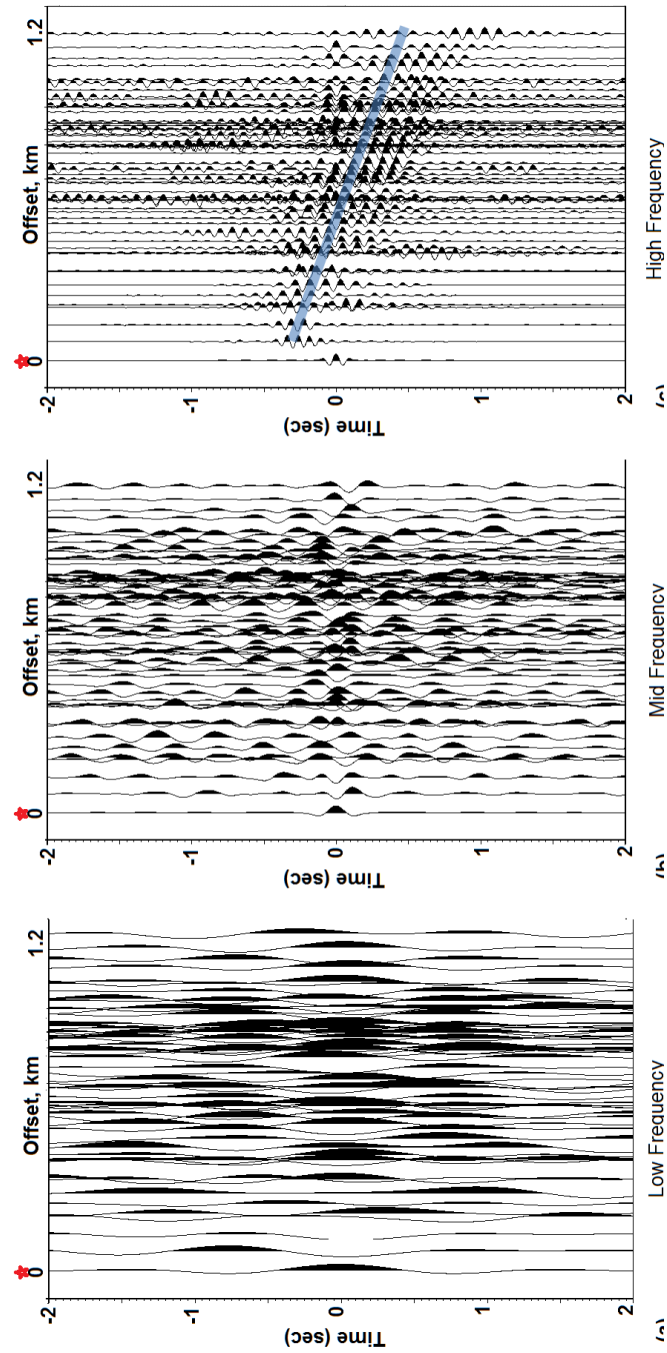 Offset, km
0
1.2
Time (sec)
-2
-1
0
1
2
Low Frequency
(a)
Offset, km
0
1.2
Time (sec)
-2
-1
0
1
2
Mid Frequency
(b)
Offset, km
0
1.2
Time (sec)
-2
-1
0
1
2
High Frequency
(c)